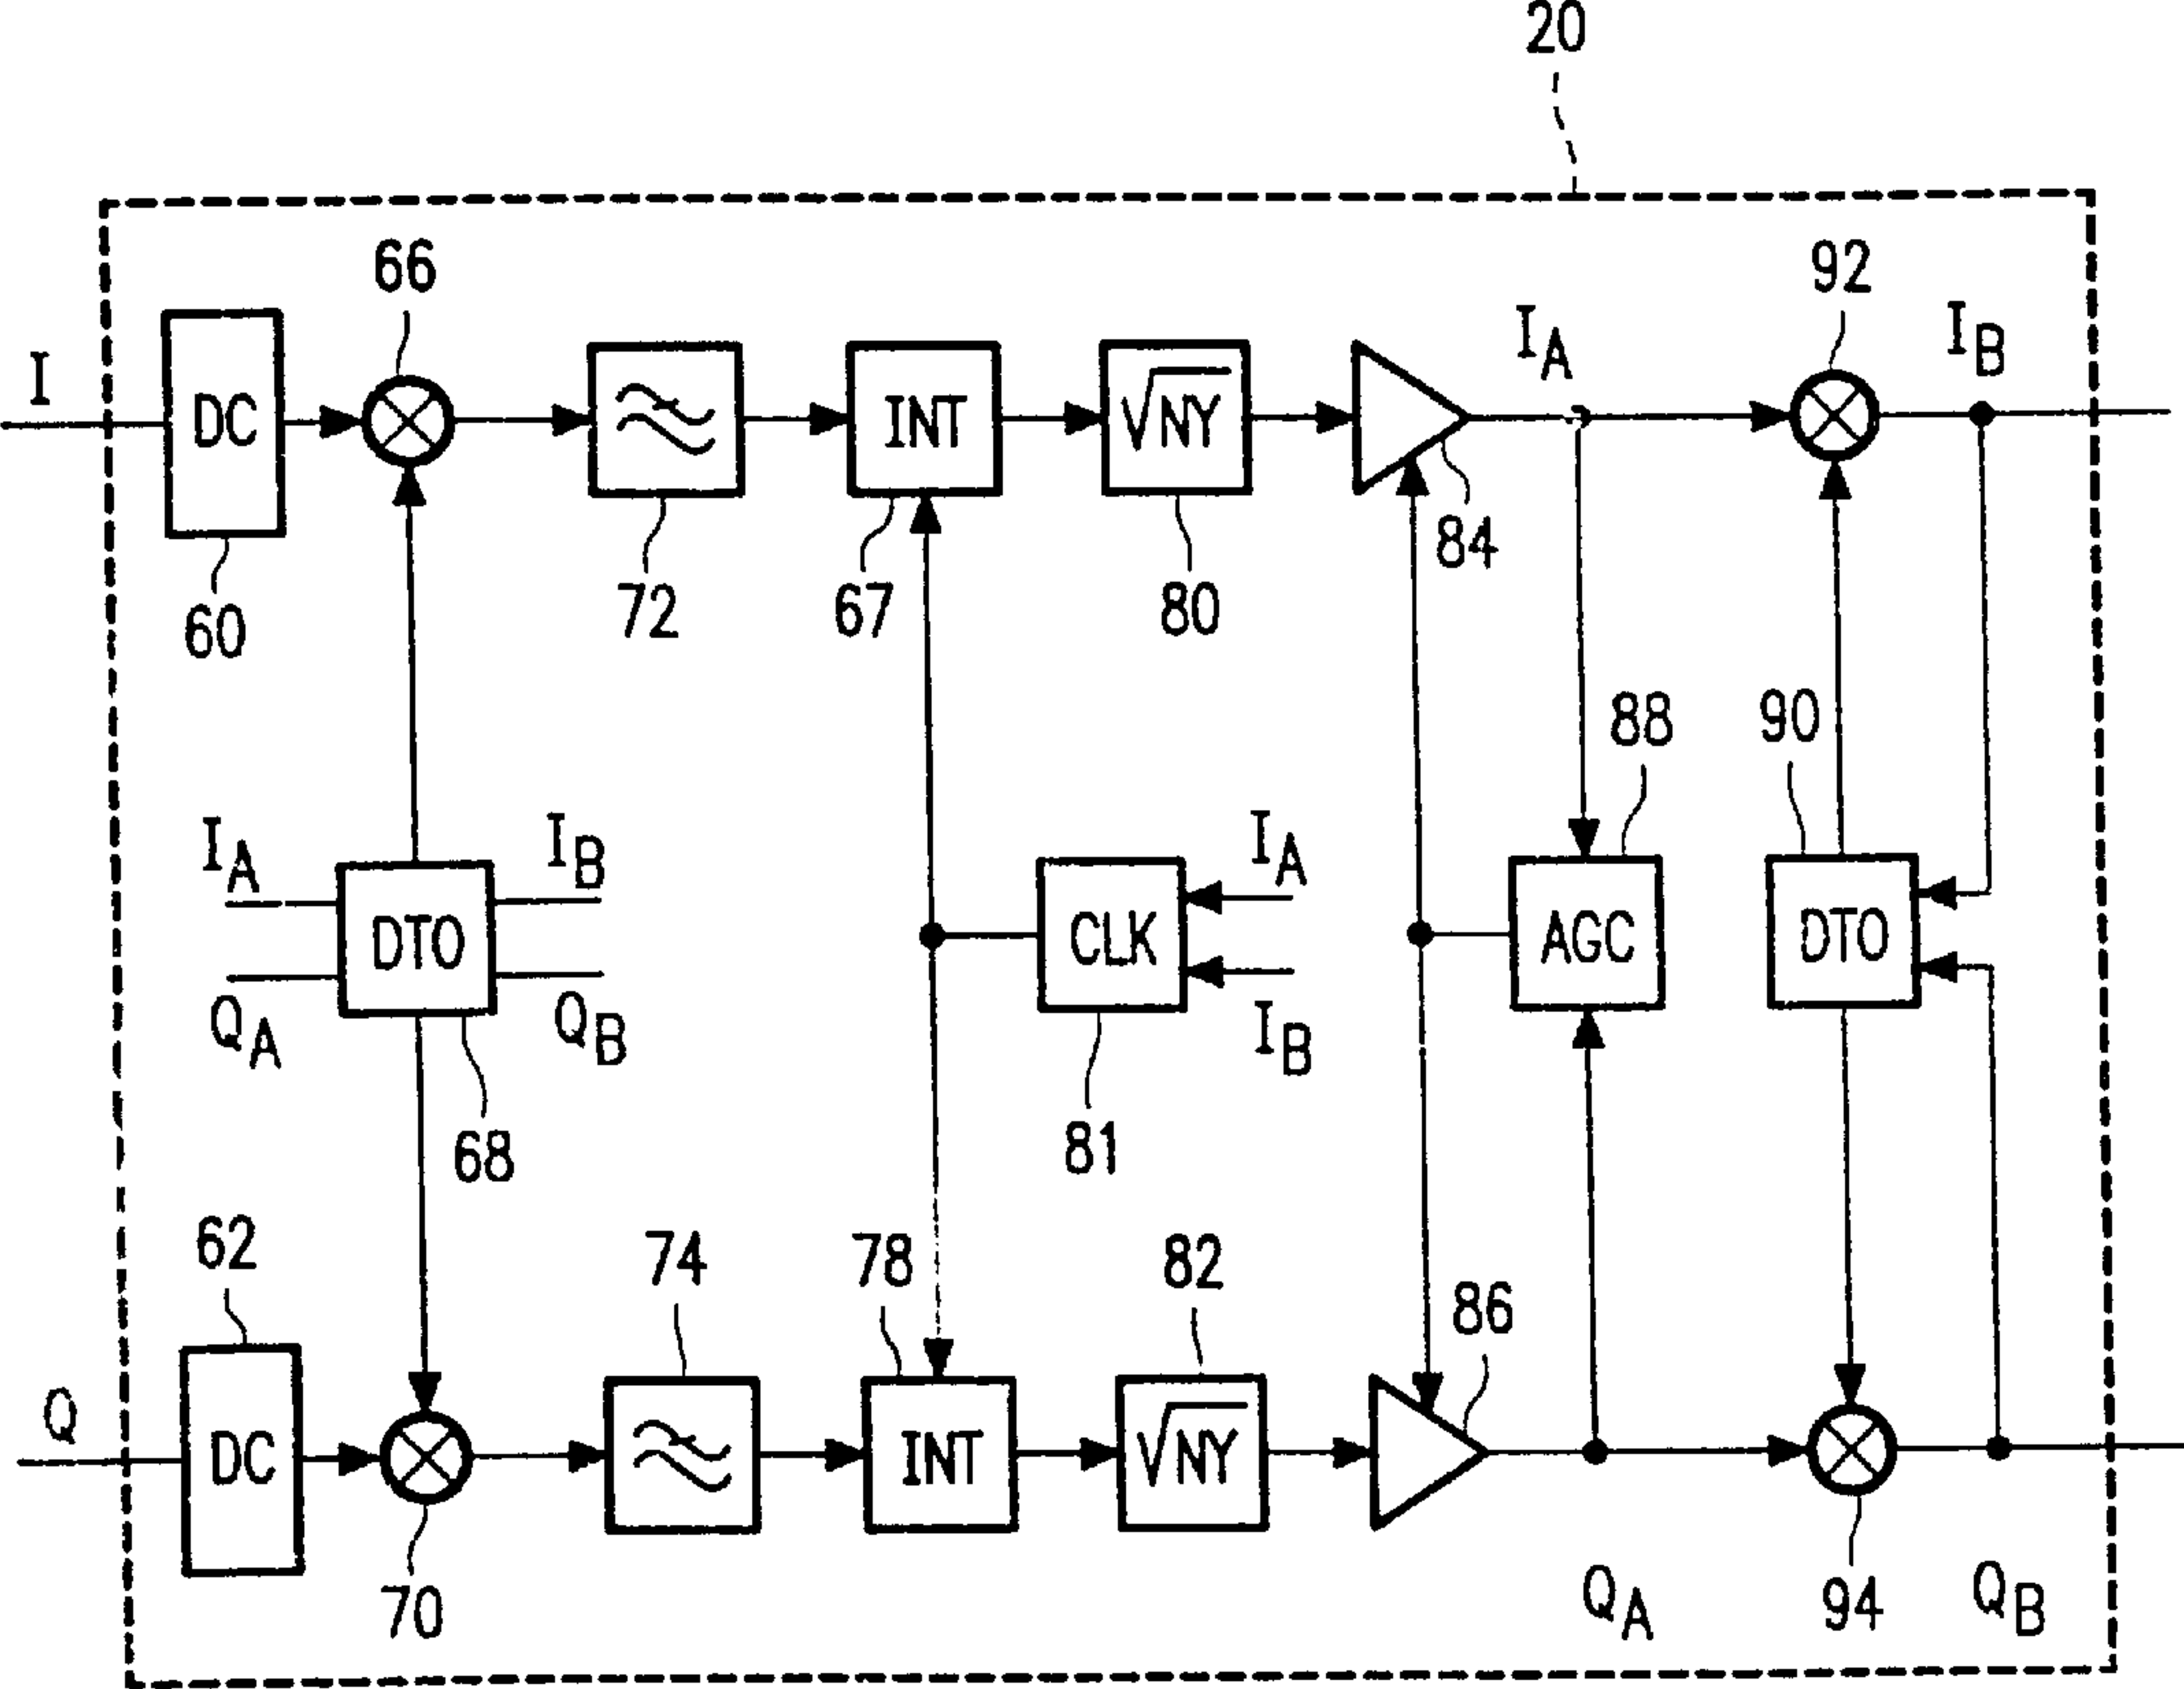 20
66
92
I
I_A
I_B
DC
INT
√NY
84
60
72
67
80
88
90
I_A
I_B
I_A
DTO
CLK
AGC
DTO
Q_A
Q_B
I_B
68
81
62
74
78
82
86
Q
DC
INT
√NY
70
Q_A
94
Q_B